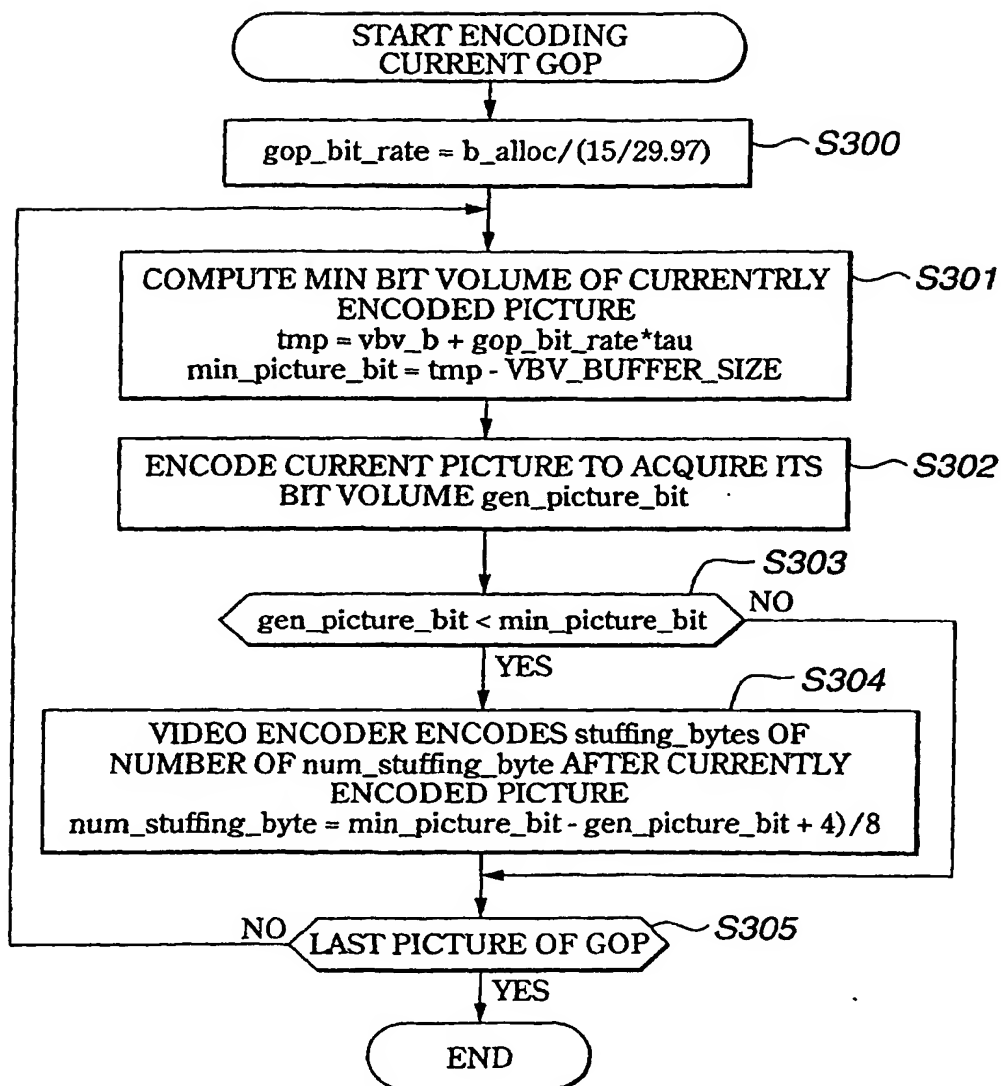 START ENCODING
CURRENT GOP
gop_bit_rate = b_alloc/(15/29.97)
S300
COMPUTE MIN BIT VOLUME OF CURRENTRLY
ENCODED PICTURE
tmp = vbv_b + gop_bit_rate*tau
min_picture_bit = tmp - VBV_BUFFER_SIZE
S301
ENCODE CURRENT PICTURE TO ACQUIRE ITS
BIT VOLUME gen_picture_bit
S302
S303
gen_picture_bit < min_picture_bit
NO
YES
S304
VIDEO ENCODER ENCODES stuffing_bytes OF
NUMBER OF num_stuffing_byte AFTER CURRENTLY
ENCODED PICTURE
num_stuffing_byte = min_picture_bit - gen_picture_bit + 4)/8
NO
LAST PICTURE OF GOP
S305
YES
END